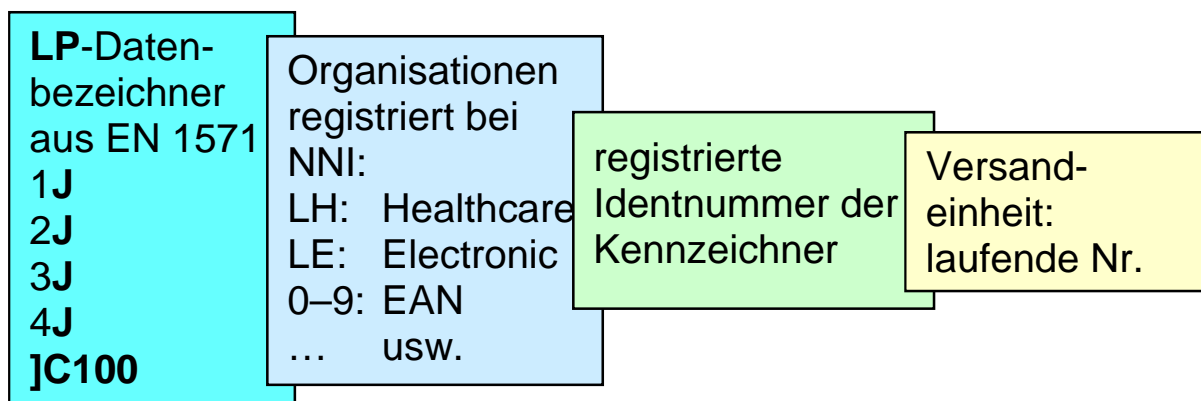 LP-Daten-
bezeichner
aus EN 1571
1J
2J
3J
4J
]C100
Organisationen
registriert bei
NNI:
LH: Healthcare
LE: Electronic
0–9: EAN
… usw.
registrierte
Identnummer der
Kennzeichner
Versand-
einheit:
laufende Nr.